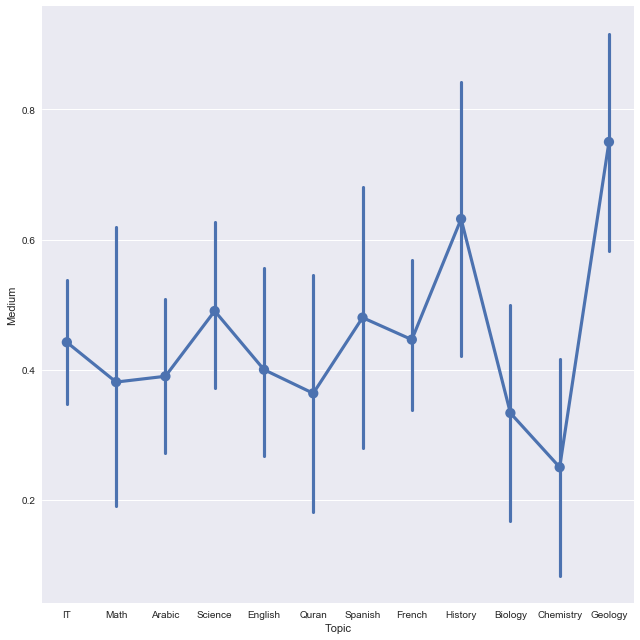 Medium
0.8
0.6
0.4
0.2
IT Math Arabic Science English Quran Spanish French History Biology Chemistry Geology
Topic